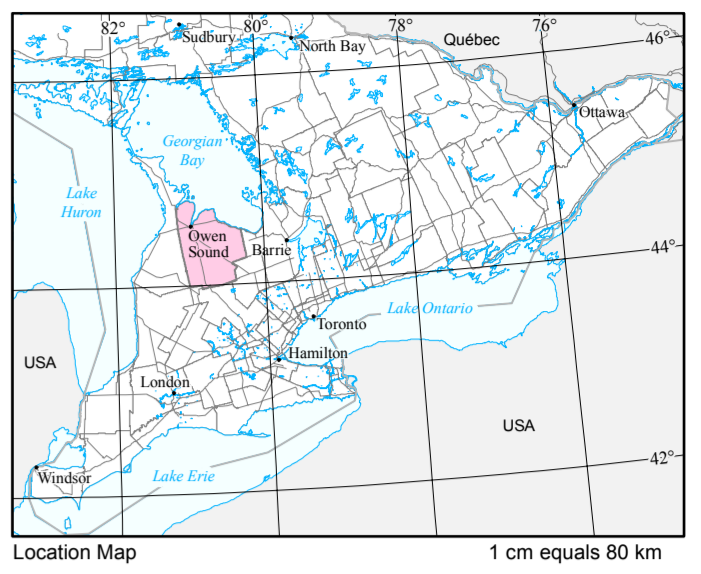 82°
80°
78°
76°
46°
Sudbury
North Bay
Québec
Ottawa
Georgian
Bay
Lake
Huron
Owen
Sound
Barrie
44°
Lake Ontario
Toronto
USA
Hamilton
London
USA
42°
Windsor
Lake Erie
Location Map
1 cm equals 80 km